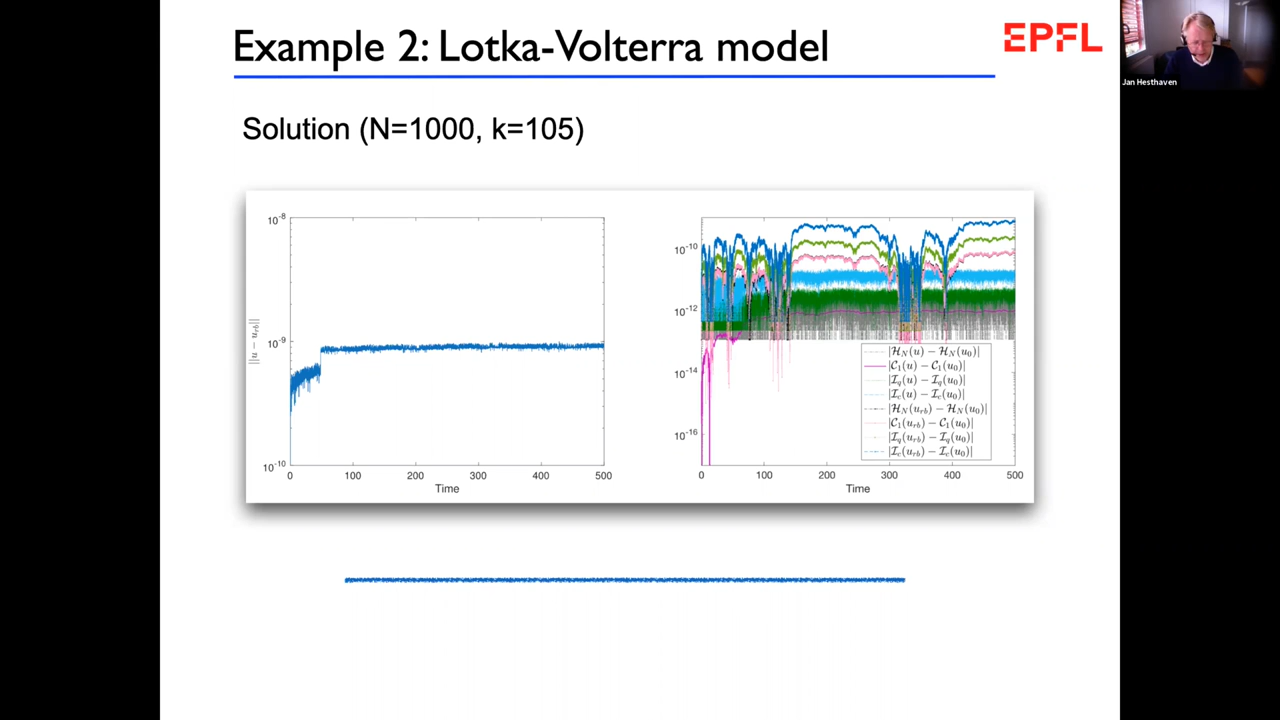 Example 2: Lotka-Volterra model
EPFL
Jan Hesthaven
Solution (N=1000, k=105)
10^-8
10^-9
10^-10
||u − u_rb||
0 100 200 300 400 500
Time
10^-10
10^-12
10^-14
10^-16
|H_N(u) − H_N(u_0)|
|C_1(u) − C_1(u_0)|
|I_q(u) − I_q(u_0)|
|I_c(u) − I_c(u_0)|
|H_N(u_rb) − H_N(u_0)|
|C_1(u_rb) − C_1(u_0)|
|I_q(u_rb) − I_q(u_0)|
|I_c(u_rb) − I_c(u_0)|
0 100 200 300 400 500
Time